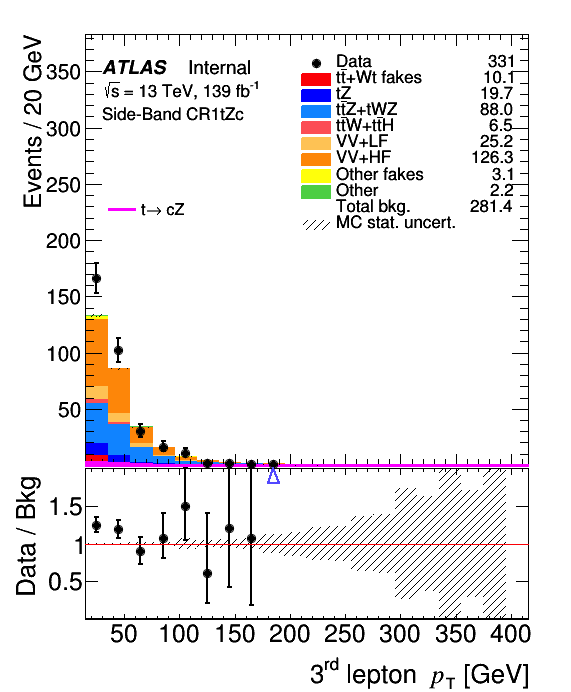 ATLAS Internal
√s = 13 TeV, 139 fb⁻¹
Side-Band CR1tZc
t→ cZ
Data 331
tt̄+Wt fakes 10.1
tZ 19.7
tt̄Z+tWZ 88.0
tt̄W+tt̄H 6.5
VV+LF 25.2
VV+HF 126.3
Other fakes 3.1
Other 2.2
Total bkg. 281.4
MC stat. uncert.
Events / 20 GeV
350
300
250
200
150
100
50
Data / Bkg
1.5
1
0.5
50 100 150 200 250 300 350 400
3rd lepton pT [GeV]